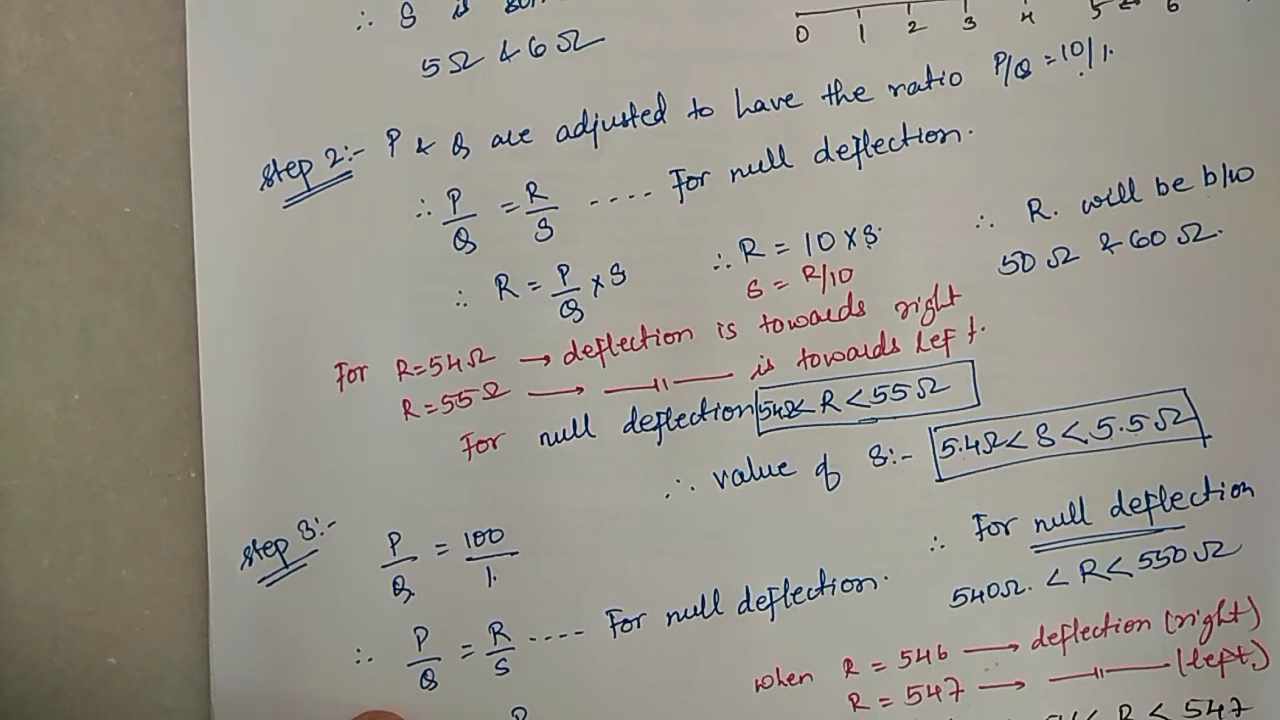 ∴ S is
0 1 2 3 4 5 6
5Ω & 6Ω
Step 2:- P & Q are adjusted to have the ratio P/Q = 10/1.
∴ P/Q = R/S .... For null deflection.
∴ R = P/Q × S ∴ R = 10 × S. ∴ R. will be b/w
S = R/10 50Ω & 60Ω.
For R=54Ω → deflection is towards right
R=55Ω → —〃— is towards left.
For null deflection 54Ω< R < 55Ω
∴ value of S:- 5.4Ω < S < 5.5Ω
Step 3:- P/Q = 100/1. ∴ For null deflection
540Ω. < R < 550Ω
∴ P/Q = R/S .... For null deflection.
when R = 546 → deflection (right)
R = 547 → —〃— (left)
R < 547